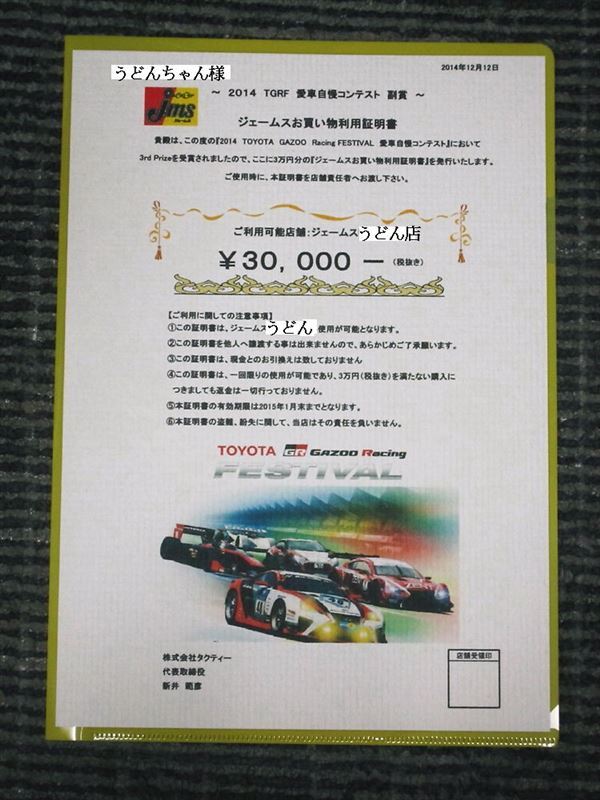 2014年12月12日
うどんちゃん様
jms
ジェームス
～ 2014 TGRF 愛車自慢コンテスト 副賞 ～
ジェームスお買い物利用証明書
貴殿は、この度の『2014 TOYOTA GAZOO Racing FESTIVAL 愛車自慢コンテスト』において
3rd Prizeを受賞されましたので、ここに3万円分の『ジェームスお買い物利用証明書』を発行いたします。
ご使用時に、本証明書を店舗責任者へお渡し下さい。
ご利用可能店舗：ジェームスうどん店
￥30,000－（税抜き）
【ご利用に関しての注意事項】
①この証明書は、ジェームスうどん 使用が可能となります。
②この証明書を他人へ譲渡する事は出来ませんので、あらかじめご了承願います。
③この証明書は、現金とのお引換えは致しておりません
④この証明書は、一回限りの使用が可能であり、3万円（税抜き）を満たない購入に
つきましても返金は一切行っておりません。
⑤本証明書の有効期限は2015年1月末までとなります。
⑥本証明書の盗難、紛失に関して、当店はその責任を負いません。
TOYOTA GR GAZOO Racing
FESTIVAL
株式会社タクティー
代表取締役
新井 範彦
店舗受領印